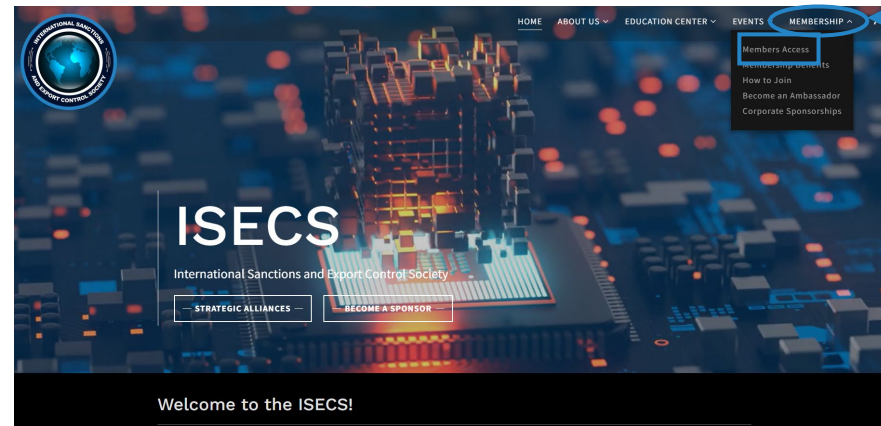 INTERNATIONAL SANCTIONS
AND EXPORT CONTROL SOCIETY
HOME ABOUT US EDUCATION CENTER EVENTS MEMBERSHIP
Members Access
Membership Benefits
How to Join
Become an Ambassador
Corporate Sponsorships
ISECS
International Sanctions and Export Control Society
— STRATEGIC ALLIANCES — — BECOME A SPONSOR —
Welcome to the ISECS!